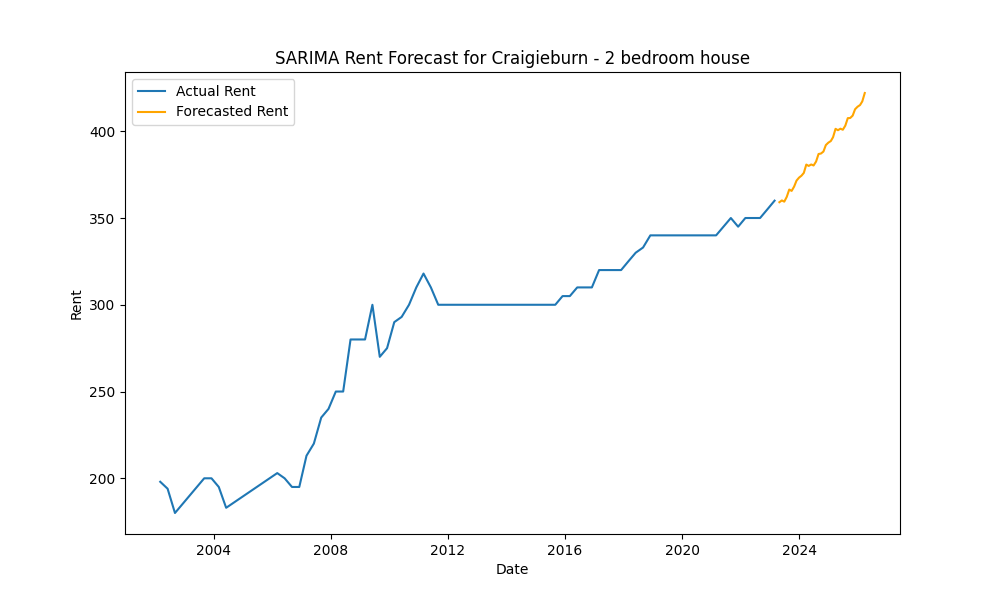 SARIMA Rent Forecast for Craigieburn - 2 bedroom house
Actual Rent
Forecasted Rent
400
350
300
250
200
Rent
2004 2008 2012 2016 2020 2024
Date